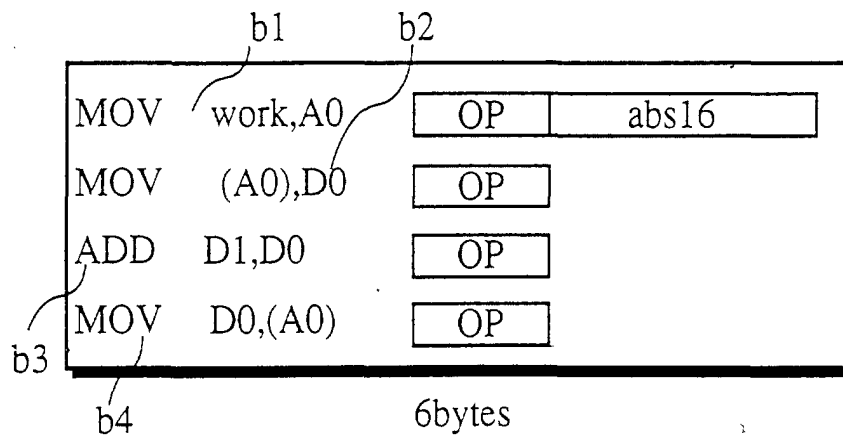 b1 b2
MOV work,A0 OP abs16
MOV (A0),D0 OP
ADD D1,D0 OP
MOV D0,(A0) OP
b3
b4 6bytes